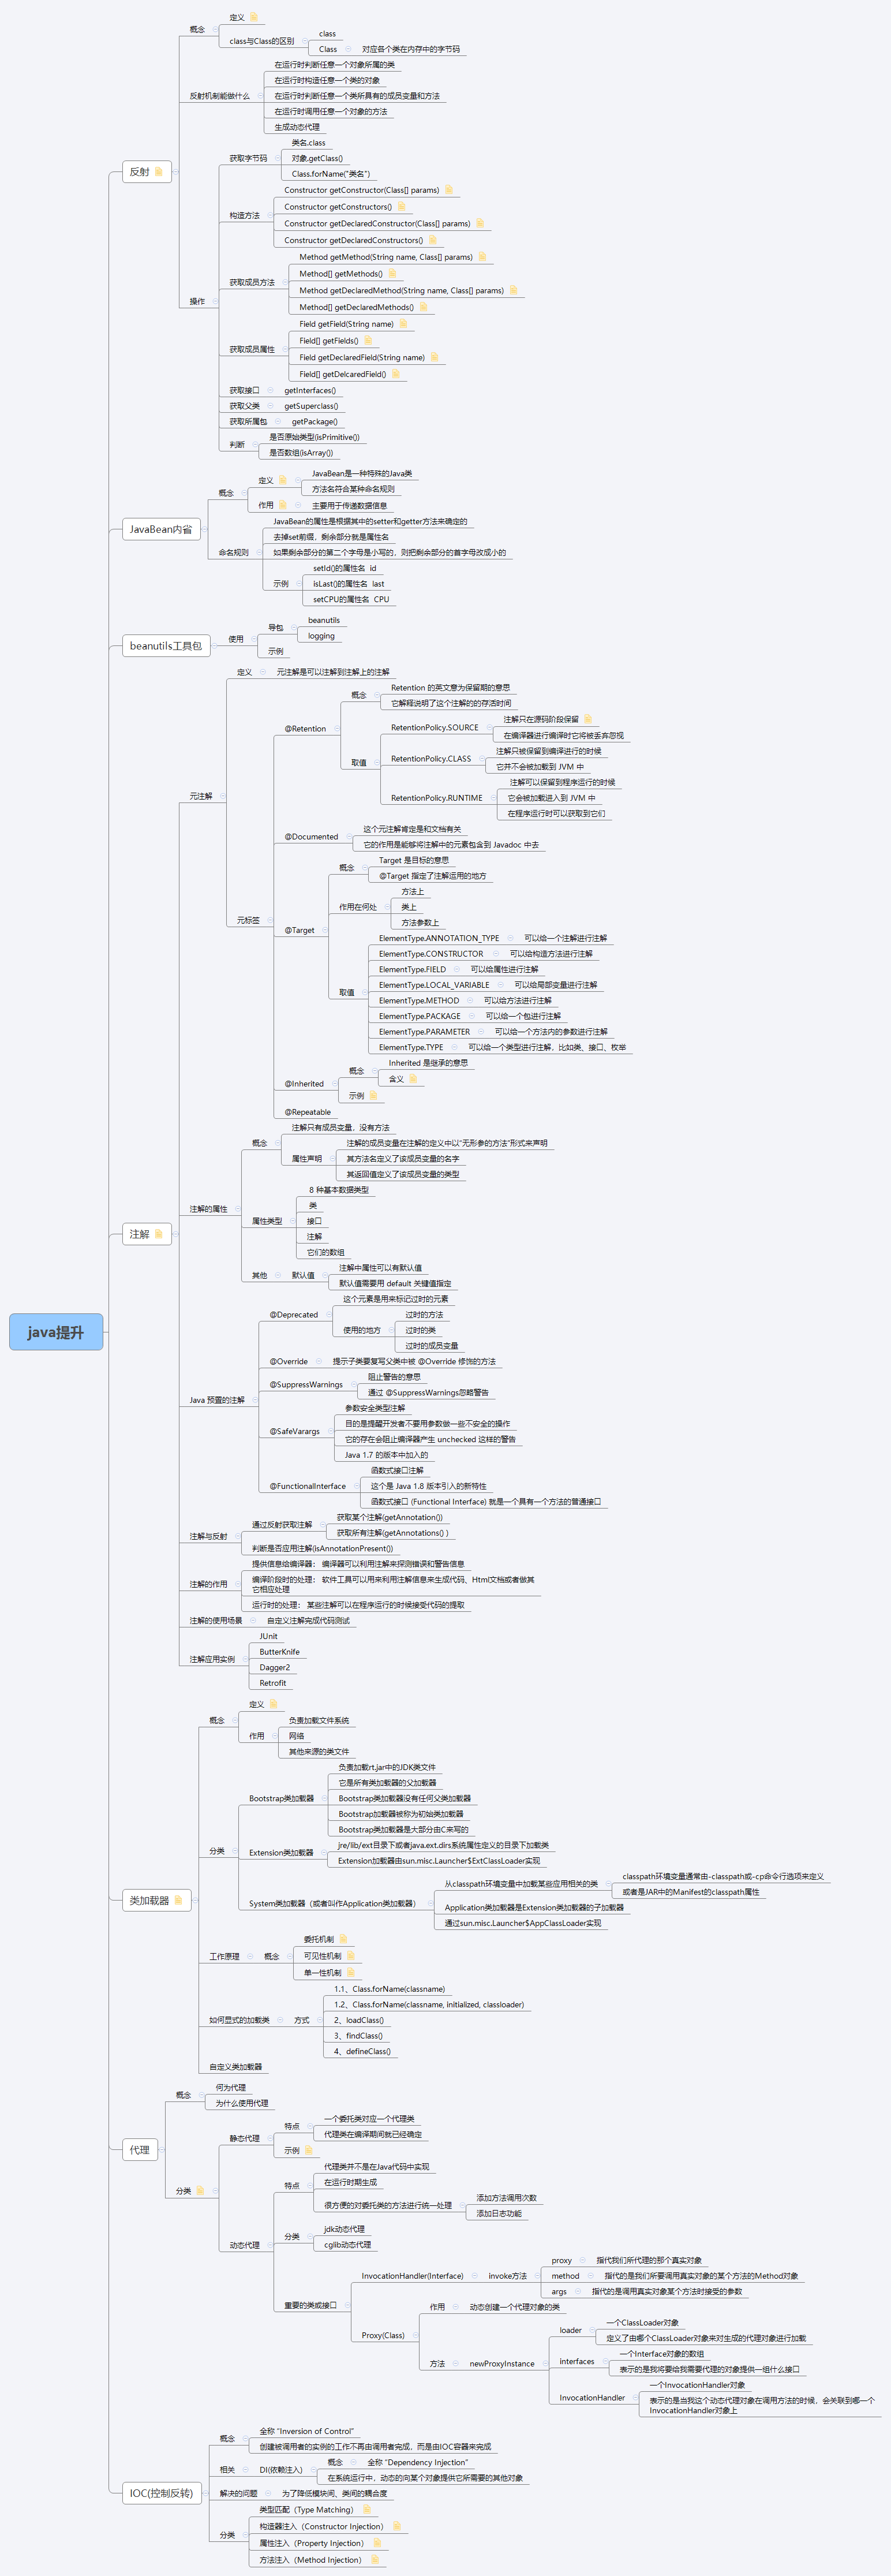 java提升
反射
概念
定义
class与Class的区别
class
Class
对应各个类在内存中的字节码
反射机制能做什么
在运行时判断任意一个对象所属的类
在运行时构造任意一个类的对象
在运行时判断任意一个类所具有的成员变量和方法
在运行时调用任意一个对象的方法
生成动态代理
操作
获取字节码
类名.class
对象.getClass()
Class.forName("类名")
构造方法
Constructor getConstructor(Class[] params)
Constructor getConstructors()
Constructor getDeclaredConstructor(Class[] params)
Constructor getDeclaredConstructors()
获取成员方法
Method getMethod(String name, Class[] params)
Method[] getMethods()
Method getDeclaredMethod(String name, Class[] params)
Method[] getDeclaredMethods()
获取成员属性
Field getField(String name)
Field[] getFields()
Field getDeclaredField(String name)
Field[] getDelcaredField()
获取接口
getInterfaces()
获取父类
getSuperclass()
获取所属包
getPackage()
判断
是否原始类型(isPrimitive())
是否数组(isArray())
JavaBean内省
概念
定义
JavaBean是一种特殊的Java类
方法名符合某种命名规则
作用
主要用于传递数据信息
命名规则
JavaBean的属性是根据其中的setter和getter方法来确定的
去掉set前缀，剩余部分就是属性名
如果剩余部分的第二个字母是小写的，则把剩余部分的首字母改成小的
示例
setId()的属性名 id
isLast()的属性名 last
setCPU的属性名 CPU
beanutils工具包
使用
导包
beanutils
logging
示例
注解
元注解
定义
元注解是可以注解到注解上的注解
元标签
@Retention
概念
Retention 的英文意为保留期的意思
它解释说明了这个注解的的存活时间
取值
RetentionPolicy.SOURCE
注解只在源码阶段保留
在编译器进行编译时它将被丢弃忽视
RetentionPolicy.CLASS
注解只被保留到编译进行的时候
它并不会被加载到 JVM 中
RetentionPolicy.RUNTIME
注解可以保留到程序运行的时候
它会被加载进入到 JVM 中
在程序运行时可以获取到它们
@Documented
这个元注解肯定是和文档有关
它的作用是能够将注解中的元素包含到 Javadoc 中去
@Target
概念
Target 是目标的意思
@Target 指定了注解运用的地方
作用在何处
方法上
类上
方法参数上
取值
ElementType.ANNOTATION_TYPE
可以给一个注解进行注解
ElementType.CONSTRUCTOR
可以给构造方法进行注解
ElementType.FIELD
可以给属性进行注解
ElementType.LOCAL_VARIABLE
可以给局部变量进行注解
ElementType.METHOD
可以给方法进行注解
ElementType.PACKAGE
可以给一个包进行注解
ElementType.PARAMETER
可以给一个方法内的参数进行注解
ElementType.TYPE
可以给一个类型进行注解，比如类、接口、枚举
@Inherited
概念
Inherited 是继承的意思
含义
示例
@Repeatable
注解的属性
概念
注解只有成员变量，没有方法
属性声明
注解的成员变量在注解的定义中以"无形参的方法"形式来声明
其方法名定义了该成员变量的名字
其返回值定义了该成员变量的类型
属性类型
8 种基本数据类型
类
接口
注解
它们的数组
其他
默认值
注解中属性可以有默认值
默认值需要用 default 关键值指定
Java 预置的注解
@Deprecated
这个元素是用来标记过时的元素
使用的地方
过时的方法
过时的类
过时的成员变量
@Override
提示子类要复写父类中被 @Override 修饰的方法
@SuppressWarnings
阻止警告的意思
通过 @SuppressWarnings忽略警告
@SafeVarargs
参数安全类型注解
目的是提醒开发者不要用参数做一些不安全的操作
它的存在会阻止编译器产生 unchecked 这样的警告
Java 1.7 的版本中加入的
@FunctionalInterface
函数式接口注解
这个是 Java 1.8 版本引入的新特性
函数式接口 (Functional Interface) 就是一个具有一个方法的普通接口
注解与反射
通过反射获取注解
获取某个注解(getAnnotation())
获取所有注解(getAnnotations() )
判断是否应用注解(isAnnotationPresent())
注解的作用
提供信息给编译器： 编译器可以利用注解来探测错误和警告信息
编译阶段时的处理： 软件工具可以用来利用注解信息来生成代码、Html文档或者做其
它相应处理
运行时的处理： 某些注解可以在程序运行的时候接受代码的提取
注解的使用场景
自定义注解完成代码测试
注解应用实例
JUnit
ButterKnife
Dagger2
Retrofit
类加载器
概念
定义
作用
负责加载文件系统
网络
其他来源的类文件
分类
Bootstrap类加载器
负责加载rt.jar中的JDK类文件
它是所有类加载器的父加载器
Bootstrap类加载器没有任何父类加载器
Bootstrap加载器被称为初始类加载器
Bootstrap类加载器是大部分由C来写的
Extension类加载器
jre/lib/ext目录下或者java.ext.dirs系统属性定义的目录下加载类
Extension加载器由sun.misc.Launcher$ExtClassLoader实现
System类加载器（或者叫作Application类加载器）
从classpath环境变量中加载某些应用相关的类
classpath环境变量通常由-classpath或-cp命令行选项来定义
或者是JAR中的Manifest的classpath属性
Application类加载器是Extension类加载器的子加载器
通过sun.misc.Launcher$AppClassLoader实现
工作原理
概念
委托机制
可见性机制
单一性机制
如何显式的加载类
方式
1.1、Class.forName(classname)
1.2、Class.forName(classname, initialized, classloader)
2、loadClass()
3、findClass()
4、defineClass()
自定义类加载器
代理
概念
何为代理
为什么使用代理
分类
静态代理
特点
一个委托类对应一个代理类
代理类在编译期间就已经确定
示例
动态代理
特点
代理类并不是在Java代码中实现
在运行时期生成
很方便的对委托类的方法进行统一处理
添加方法调用次数
添加日志功能
分类
jdk动态代理
cglib动态代理
重要的类或接口
InvocationHandler(Interface)
invoke方法
proxy
指代我们所代理的那个真实对象
method
指代的是我们所要调用真实对象的某个方法的Method对象
args
指代的是调用真实对象某个方法时接受的参数
Proxy(Class)
作用
动态创建一个代理对象的类
方法
newProxyInstance
loader
一个ClassLoader对象
定义了由哪个ClassLoader对象来对生成的代理对象进行加载
interfaces
一个Interface对象的数组
表示的是我将要给我需要代理的对象提供一组什么接口
InvocationHandler
一个InvocationHandler对象
表示的是当我这个动态代理对象在调用方法的时候，会关联到哪一个
InvocationHandler对象上
IOC(控制反转)
概念
全称 "Inversion of Control"
创建被调用者的实例的工作不再由调用者完成，而是由IOC容器来完成
相关
DI(依赖注入)
概念
全称 "Dependency Injection"
在系统运行中，动态的向某个对象提供它所需要的其他对象
解决的问题
为了降低模块间、类间的耦合度
分类
类型匹配（Type Matching）
构造器注入（Constructor Injection）
属性注入（Property Injection）
方法注入（Method Injection）